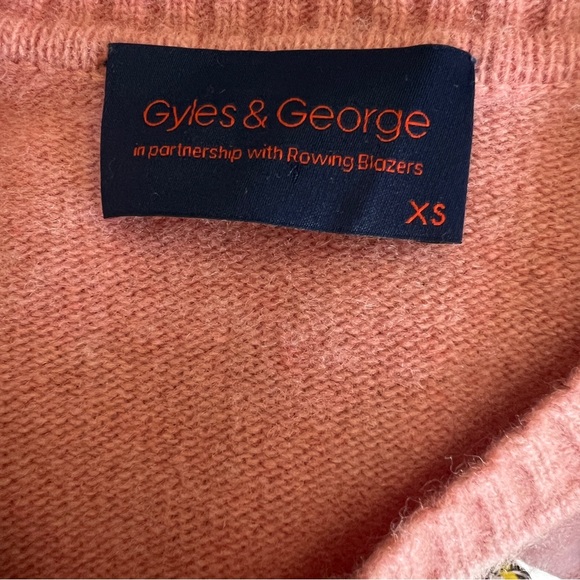 Gyles & George
in partnership with Rowing Blazers
XS